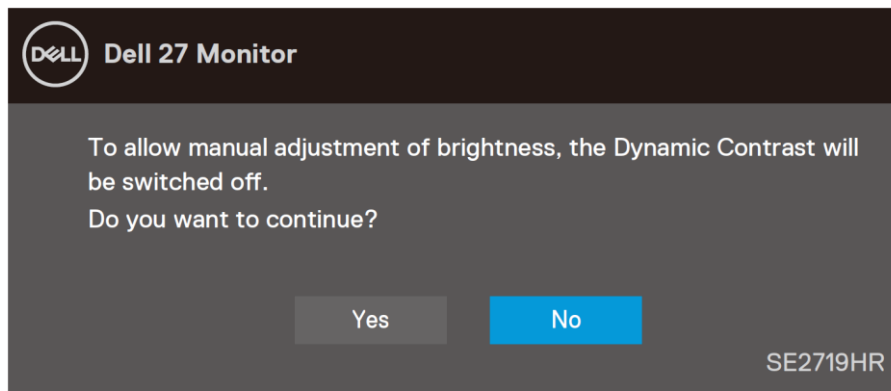 DELL
Dell 27 Monitor
To allow manual adjustment of brightness, the Dynamic Contrast will
be switched off.
Do you want to continue?
Yes No
SE2719HR